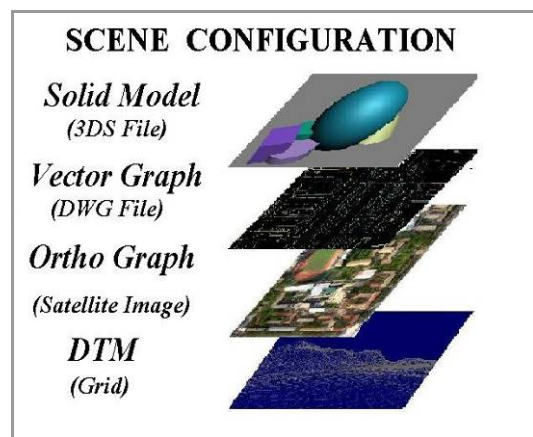 SCENE CONFIGURATION
Solid Model
(3DS File)
Vector Graph
(DWG File)
Ortho Graph
(Satellite Image)
DTM
(Grid)